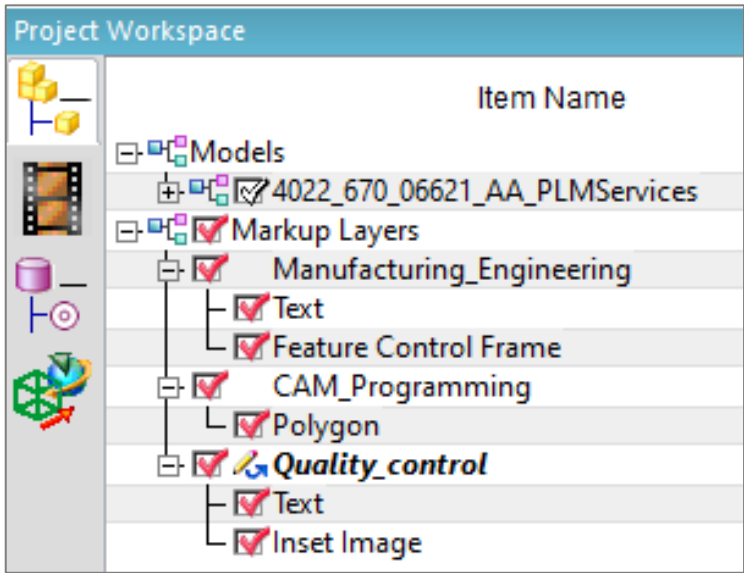 Project Workspace
Item Name
Models
4022_670_06621_AA_PLMServices
Markup Layers
Manufacturing_Engineering
Text
Feature Control Frame
CAM_Programming
Polygon
Quality_control
Text
Inset Image